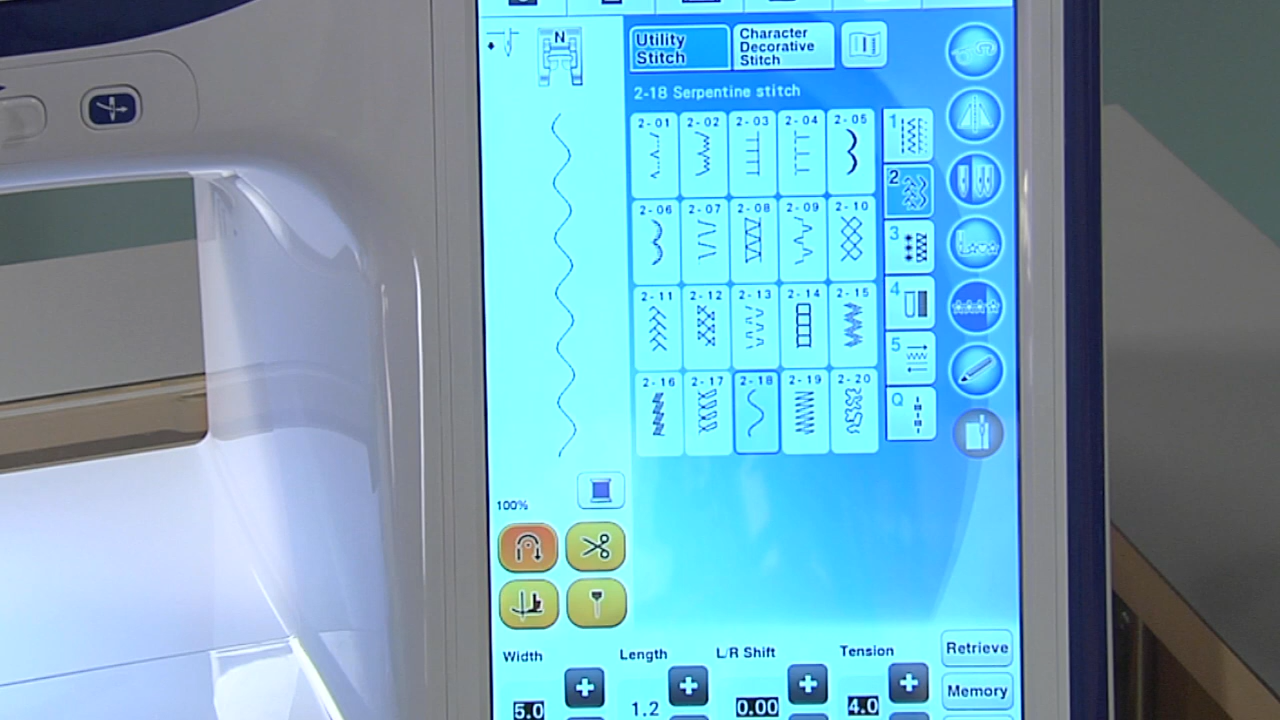 N
Utility
Stitch
Character
Decorative
Stitch
2-18 Serpentine stitch
2-01 2-02 2-03 2-04 2-05
1
2
2-06 2-07 2-08 2-09 2-10
3
2-11 2-12 2-13 2-14 2-15
4
5
2-16 2-17 2-18 2-19 2-20
Q
100%
Width Length L/R Shift Tension
Retrieve
5.0 1.2 0.00 4.0
Memory